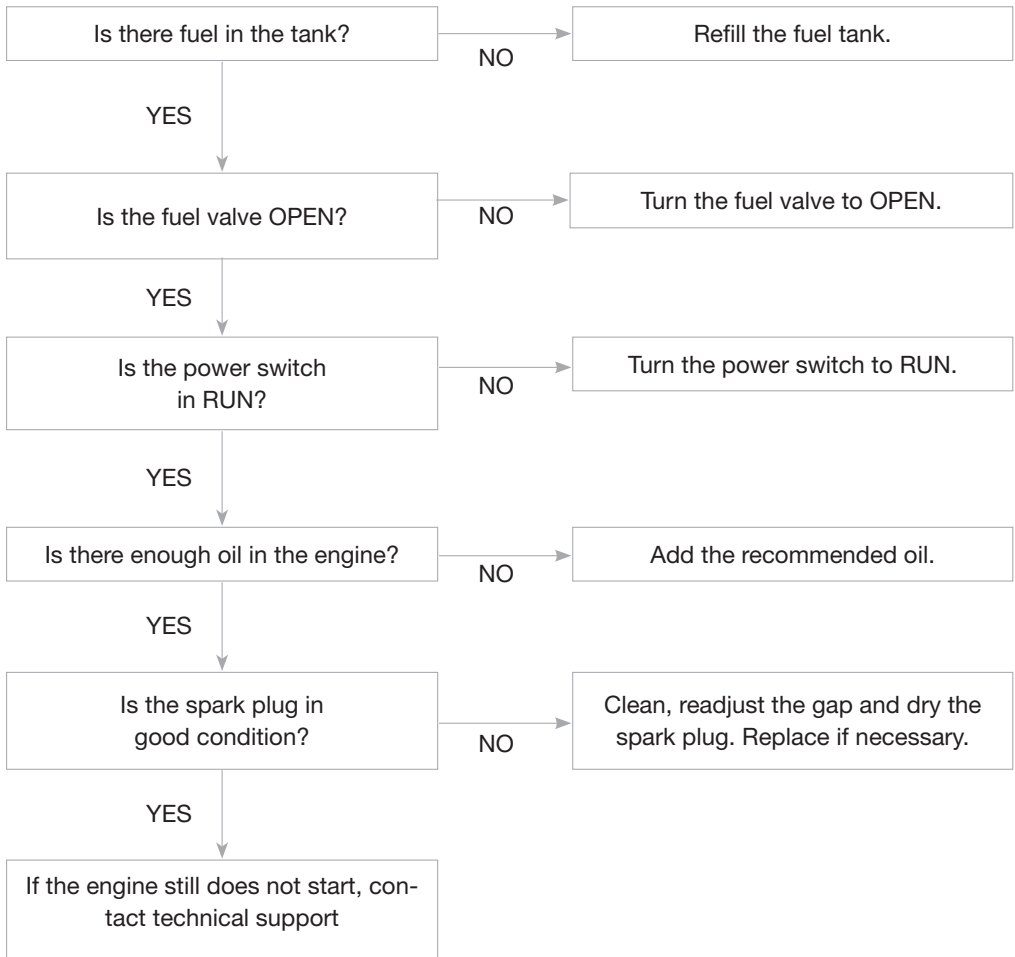 Is there fuel in the tank?
NO
Refill the fuel tank.
YES
Is the fuel valve OPEN?
NO
Turn the fuel valve to OPEN.
YES
Is the power switch
in RUN?
NO
Turn the power switch to RUN.
YES
Is there enough oil in the engine?
NO
Add the recommended oil.
YES
Is the spark plug in
good condition?
NO
Clean, readjust the gap and dry the
spark plug. Replace if necessary.
YES
If the engine still does not start, con-
tact technical support